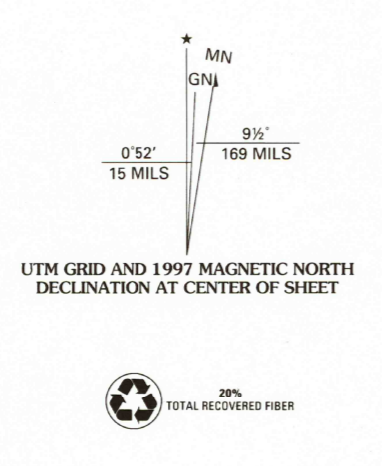 ★
MN
GN
9½°
169 MILS
0°52'
15 MILS
UTM GRID AND 1997 MAGNETIC NORTH
DECLINATION AT CENTER OF SHEET
20%
TOTAL RECOVERED FIBER